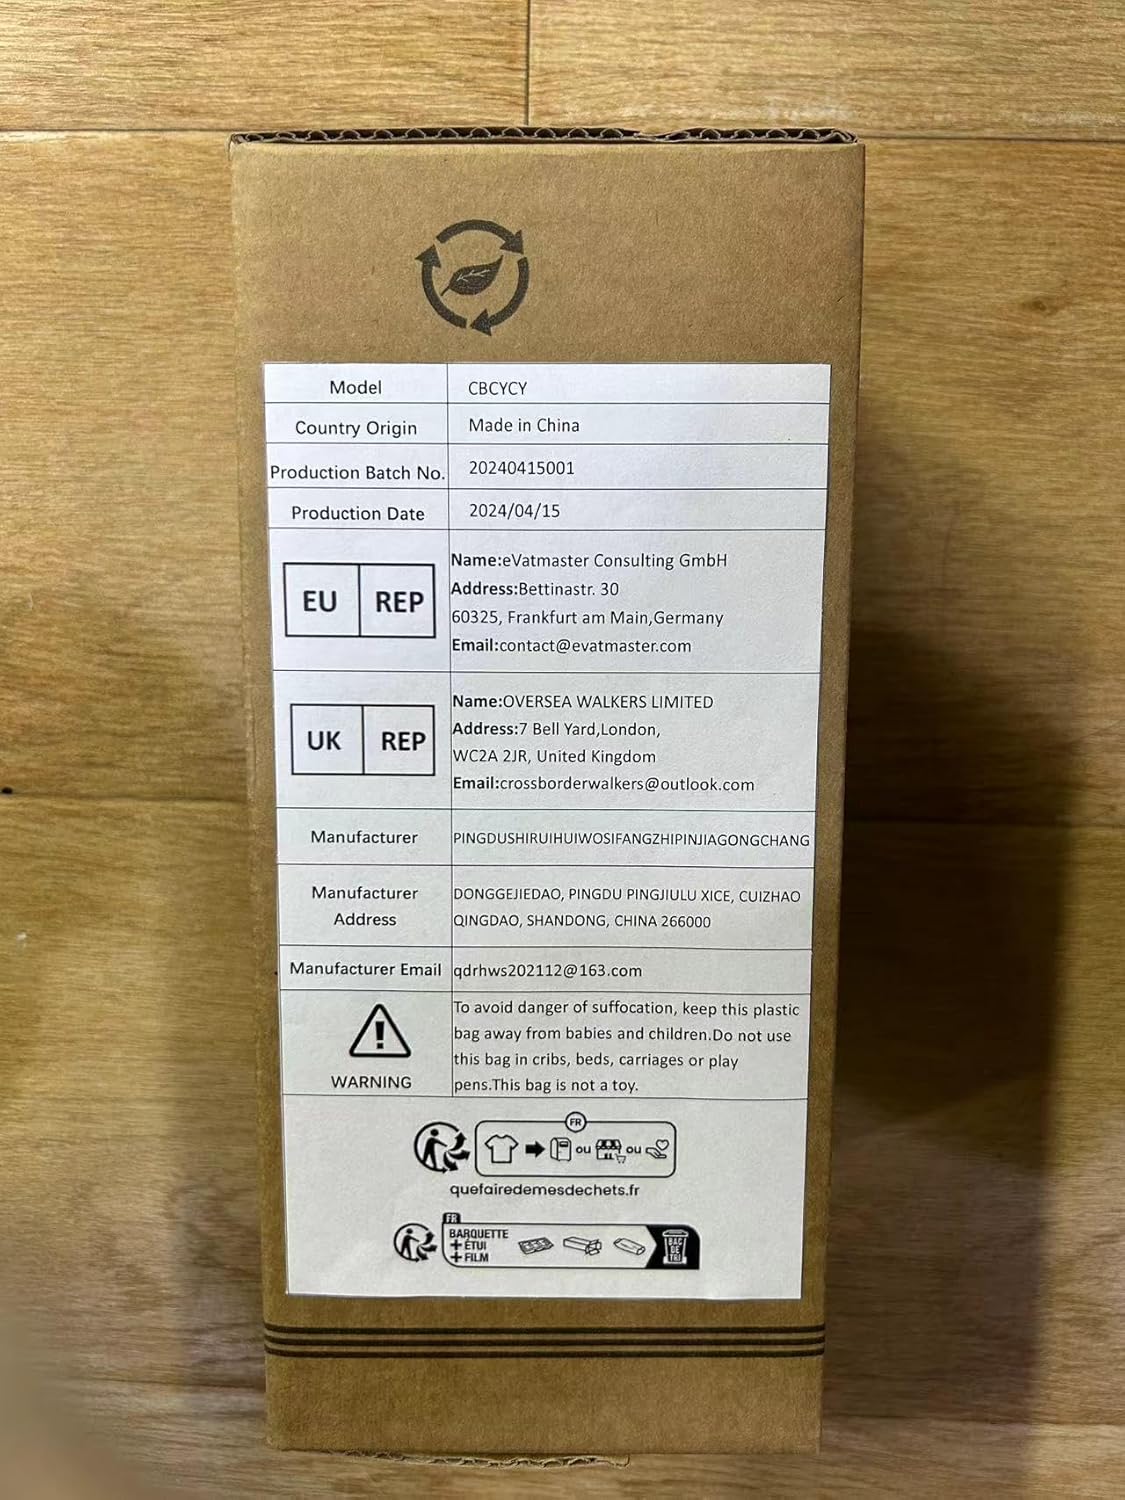 Model CBCYCY
Country Origin Made in China
Production Batch No. 20240415001
Production Date 2024/04/15
EU REP
Name:eVatmaster Consulting GmbH
Address:Bettinastr. 30
60325, Frankfurt am Main,Germany
Email:contact@evatmaster.com
UK REP
Name:OVERSEA WALKERS LIMITED
Address:7 Bell Yard,London,
WC2A 2JR, United Kingdom
Email:crossborderwalkers@outlook.com
Manufacturer PINGDUSHIRUIHUIWOSIFANGZHIPINJIAGONGCHANG
Manufacturer
Address
DONGGEJIEDAO, PINGDU PINGJIULU XICE, CUIZHAO
QINGDAO, SHANDONG, CHINA 266000
Manufacturer Email qdrhws202112@163.com
WARNING
To avoid danger of suffocation, keep this plastic
bag away from babies and children.Do not use
this bag in cribs, beds, carriages or play
pens.This bag is not a toy.
FR
ou ou
quefairedemesdechets.fr
FR
BARQUETTE
+ ÉTUI
+ FILM
BAC
DE
TRI